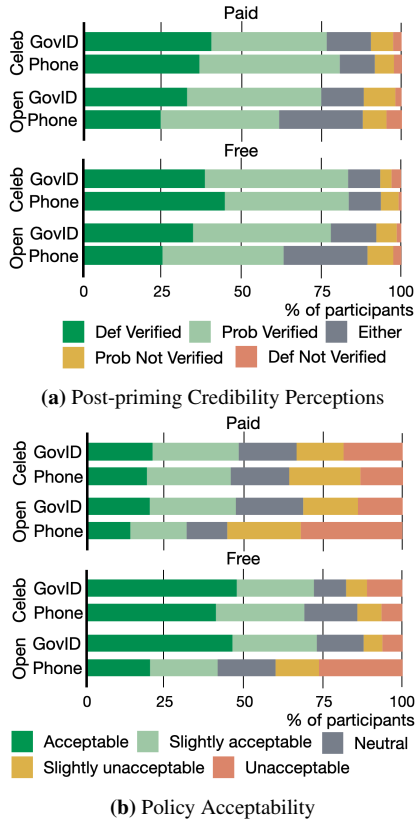 Paid
Celeb
GovID
Phone
Open
GovID
Phone
Free
Celeb
GovID
Phone
Open
GovID
Phone
0 25 50 75 100
% of participants
Def Verified Prob Verified Either
Prob Not Verified Def Not Verified
(a) Post-priming Credibility Perceptions
Paid
Celeb
GovID
Phone
Open
GovID
Phone
Free
Celeb
GovID
Phone
Open
GovID
Phone
0 25 50 75 100
% of participants
Acceptable Slightly acceptable Neutral
Slightly unacceptable Unacceptable
(b) Policy Acceptability